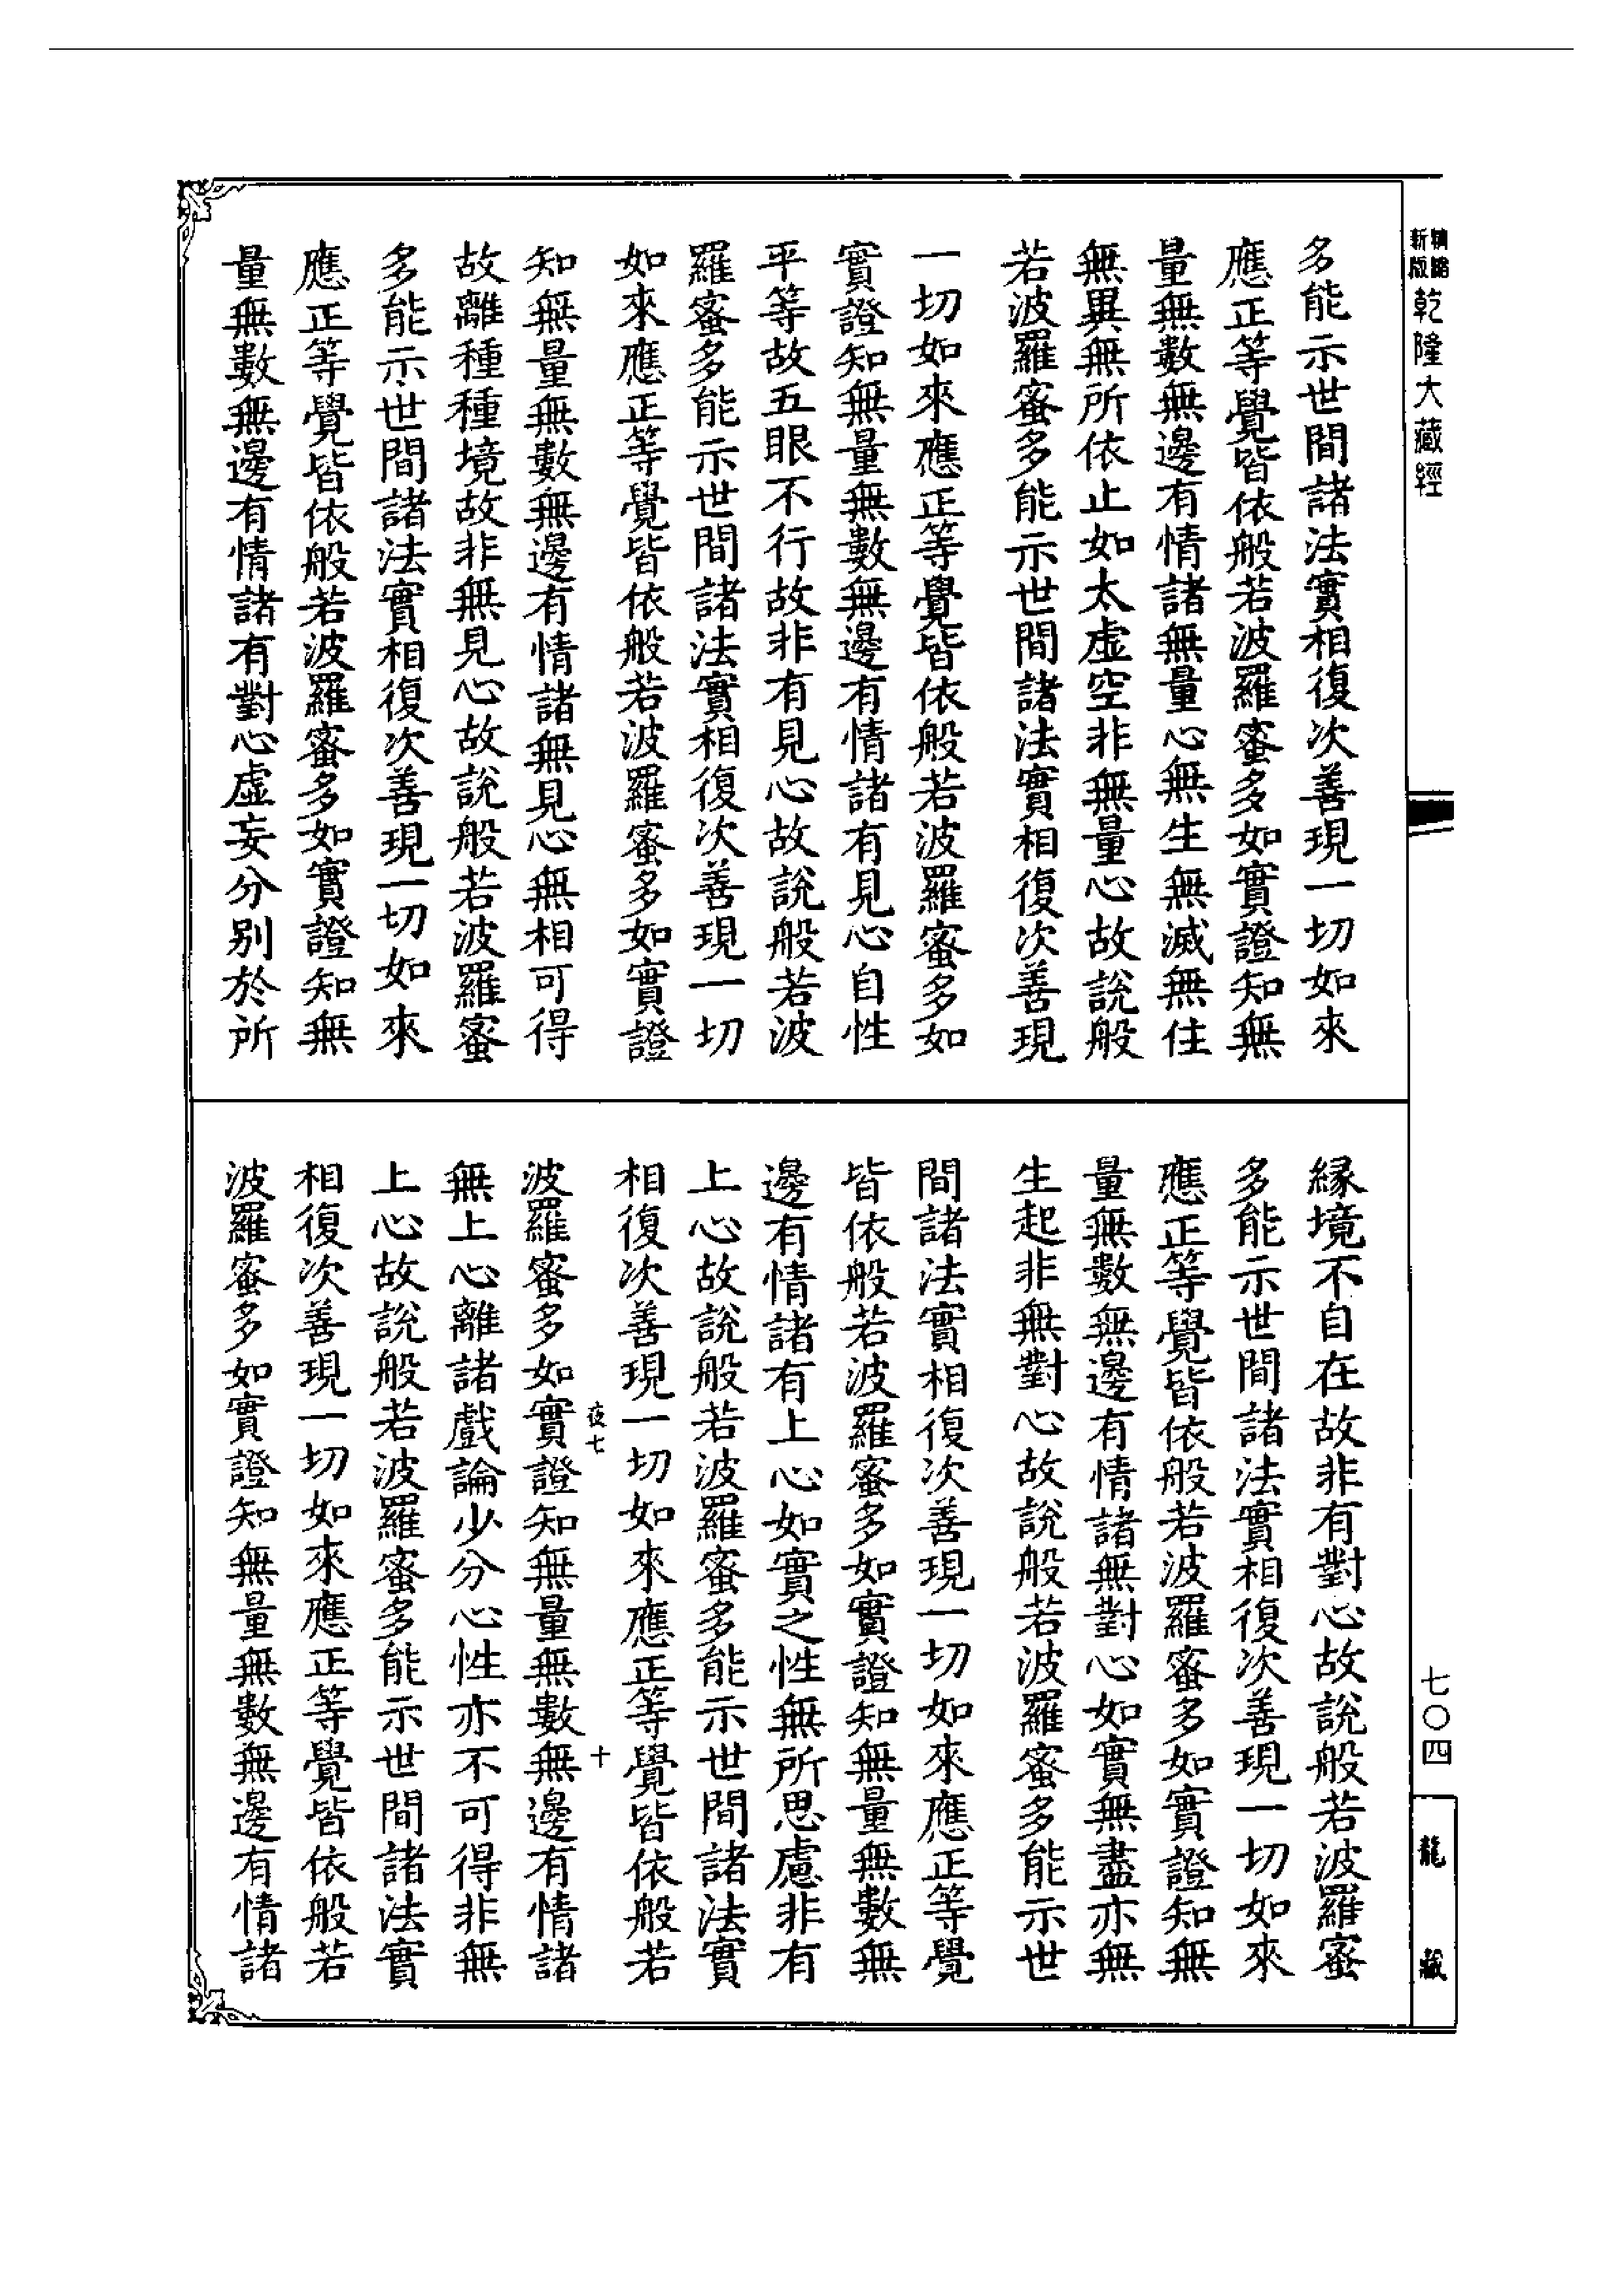 新版
精縮
乾隆大藏經
七〇四
龍藏
多能示世間諸法實相復次善現一切如來
應正等覺皆依般若波羅蜜多如實證知無
量無數無邊有情諸無量心無生無滅無住
無異無所依止如太虛空非無量心故說般
若波羅蜜多能示世間諸法實相復次善現
一切如來應正等覺皆依般若波羅蜜多如
實證知無量無數無邊有情諸有見心自性
平等故五眼不行故非有見心故說般若波
羅蜜多能示世間諸法實相復次善現一切
如來應正等覺皆依般若波羅蜜多如實證
知無量無數無邊有情諸無見心無相可得
故離種種境故非無見心故說般若波羅蜜
多能示世間諸法實相復次善現一切如來
應正等覺皆依般若波羅蜜多如實證知無
量無數無邊有情諸有對心虛妄分別於所
緣境不自在故非有對心故說般若波羅蜜
多能示世間諸法實相復次善現一切如來
應正等覺皆依般若波羅蜜多如實證知無
量無數無邊有情諸無對心如實無盡亦無
生起非無對心故說般若波羅蜜多能示世
間諸法實相復次善現一切如來應正等覺
皆依般若波羅蜜多如實證知無量無數無
邊有情諸有上心如實之性無所思慮非有
上心故說般若波羅蜜多能示世間諸法實
相復次善現一切如來應正等覺皆依般若
夜七
十
波羅蜜多如實證知無量無數無邊有情諸
無上心離諸戲論少分心性亦不可得非無
上心故說般若波羅蜜多能示世間諸法實
相復次善現一切如來應正等覺皆依般若
波羅蜜多如實證知無量無數無邊有情諸